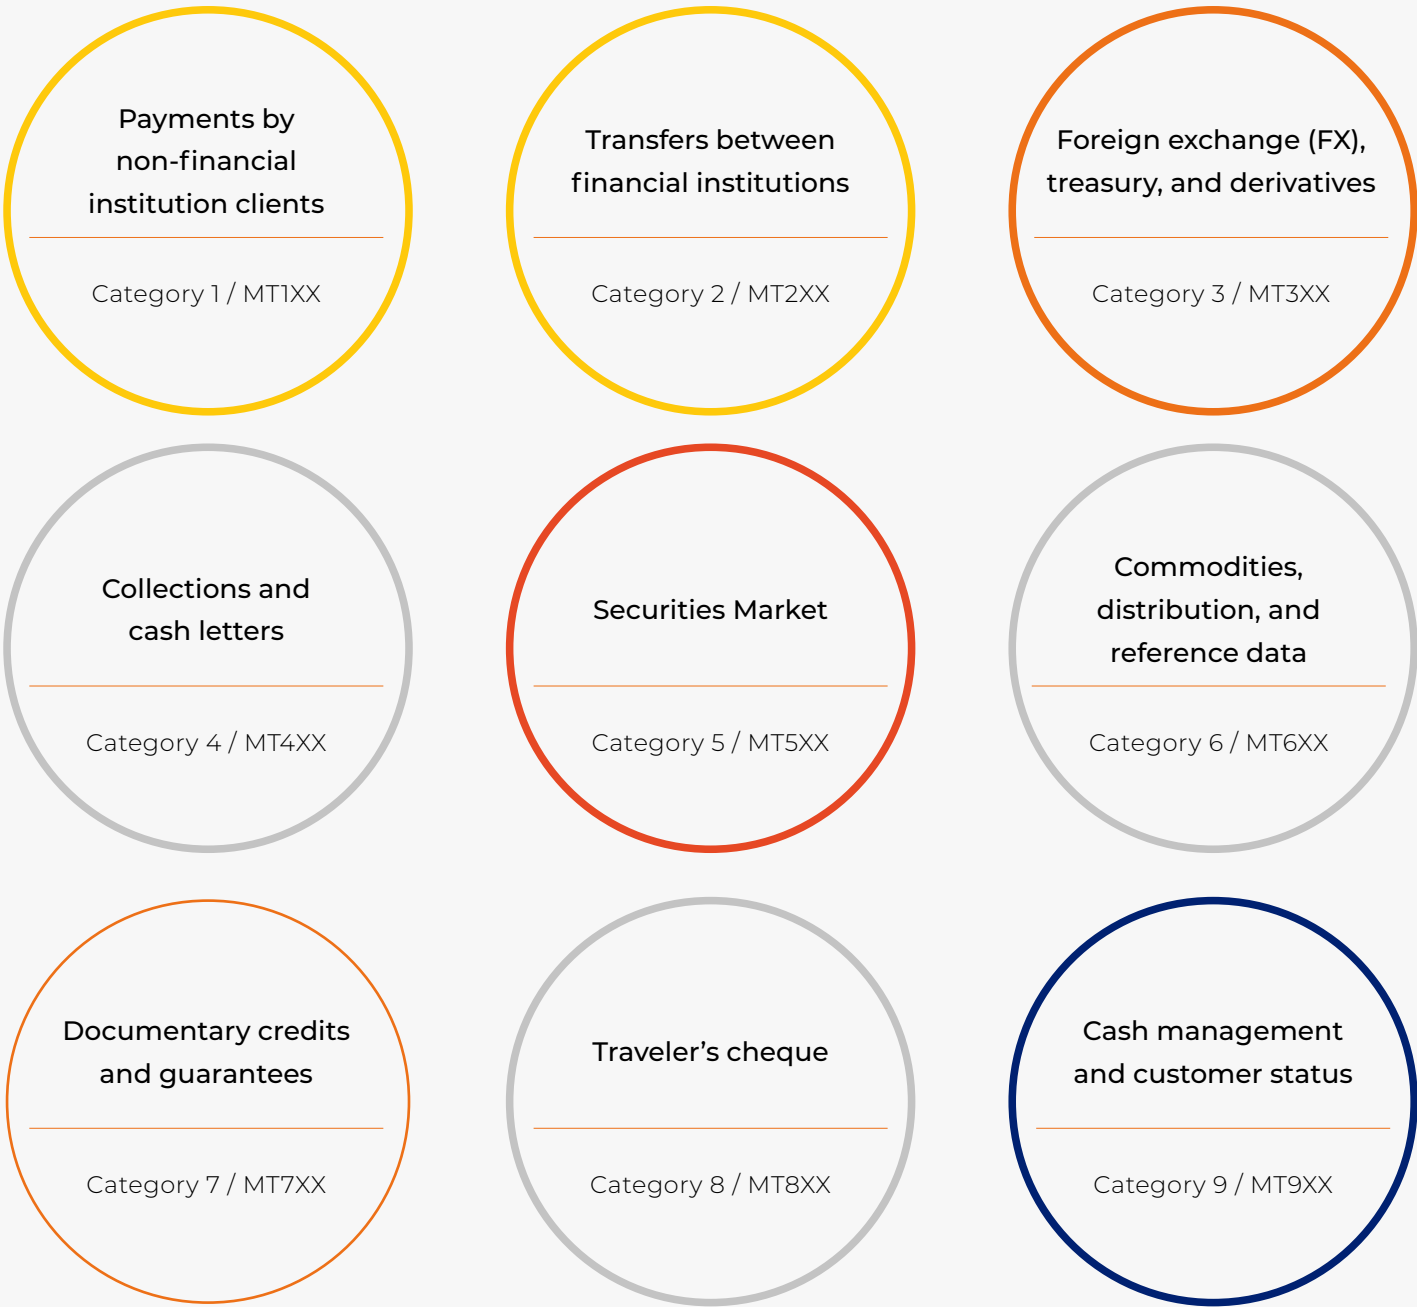 Payments by
non-financial
institution clients
Category 1 / MT1XX
Transfers between
financial institutions
Category 2 / MT2XX
Foreign exchange (FX),
treasury, and derivatives
Category 3 / MT3XX
Collections and
cash letters
Category 4 / MT4XX
Securities Market
Category 5 / MT5XX
Commodities,
distribution, and
reference data
Category 6 / MT6XX
Documentary credits
and guarantees
Category 7 / MT7XX
Traveler’s cheque
Category 8 / MT8XX
Cash management
and customer status
Category 9 / MT9XX